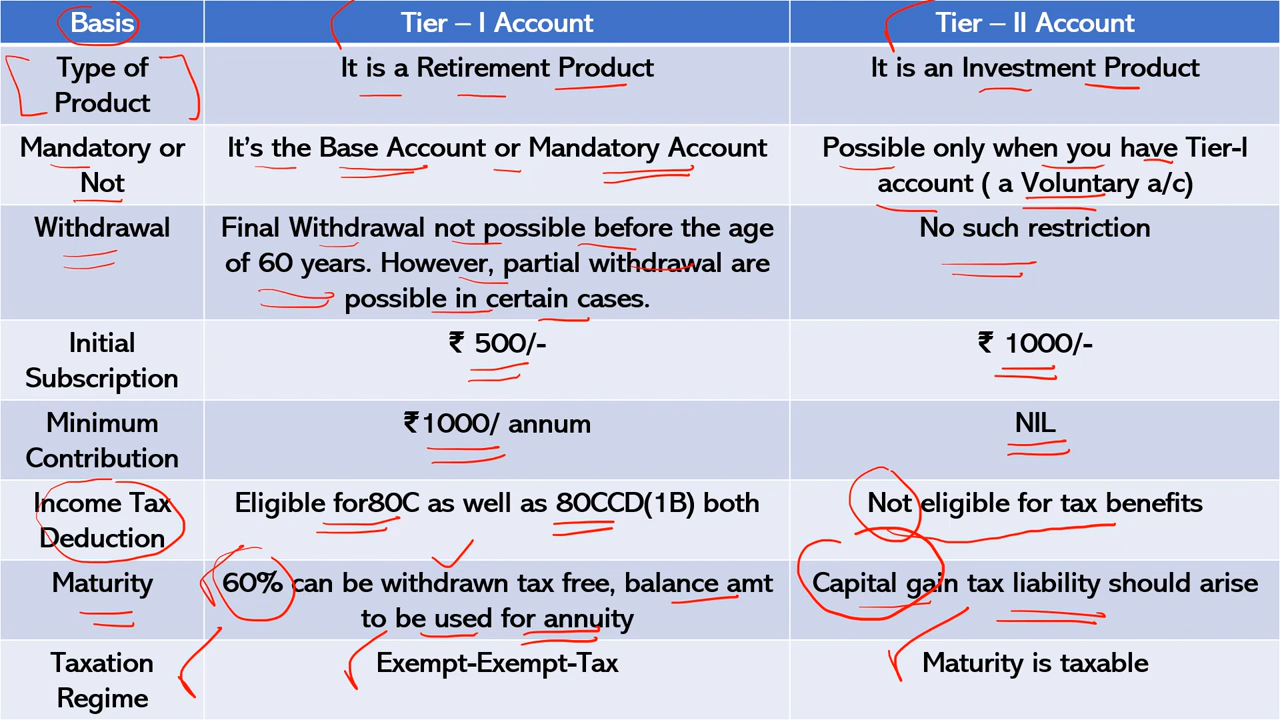 Basis
Tier – I Account
Tier – II Account
Type of
Product
It is a Retirement Product
It is an Investment Product
Mandatory or
Not
It's the Base Account or Mandatory Account
Possible only when you have Tier-I
account ( a Voluntary a/c)
Withdrawal
Final Withdrawal not possible before the age
of 60 years. However, partial withdrawal are
possible in certain cases.
No such restriction
Initial
Subscription
₹ 500/-
₹ 1000/-
Minimum
Contribution
₹1000/ annum
NIL
Income Tax
Deduction
Eligible for80C as well as 80CCD(1B) both
Not eligible for tax benefits
Maturity
60% can be withdrawn tax free, balance amt
to be used for annuity
Capital gain tax liability should arise
Taxation
Regime
Exempt-Exempt-Tax
Maturity is taxable